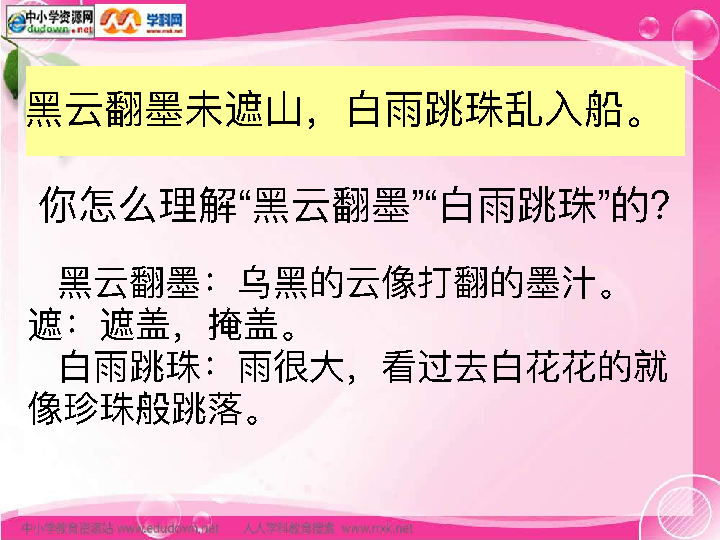 中小学资源网
dudown.net
学科网
www.nxk.net
黑云翻墨未遮山，白雨跳珠乱入船。
你怎么理解“黑云翻墨”“白雨跳珠”的?
黑云翻墨：乌黑的云像打翻的墨汁。
遮：遮盖，掩盖。
白雨跳珠：雨很大，看过去白花花的就
像珍珠般跳落。
中小学教育资源站 www.edudown.net 人人学科教育搜索 www.nxk.net